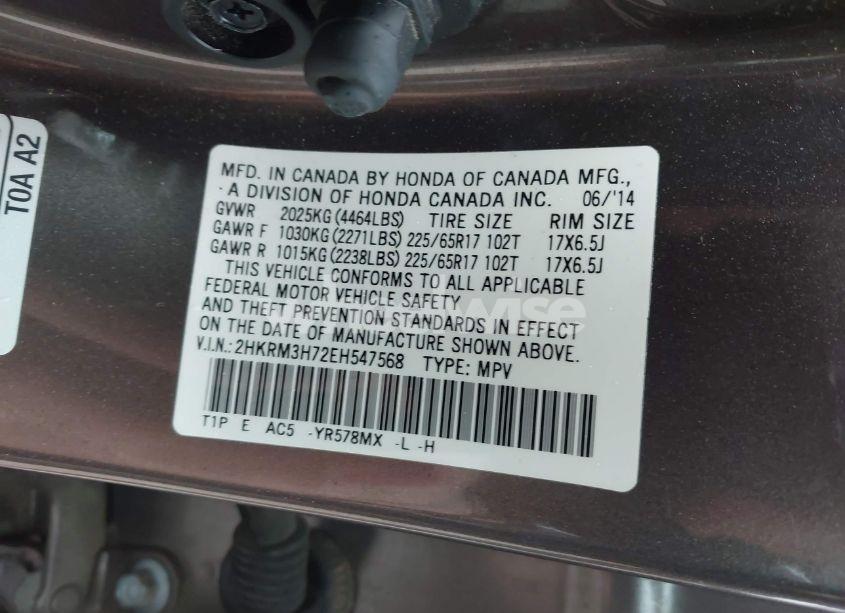 T0A A2
MFD. IN CANADA BY HONDA OF CANADA MFG.,
A DIVISION OF HONDA CANADA INC. 06/'14
GVWR 2025KG (4464LBS) TIRE SIZE RIM SIZE
GAWR F 1030KG (2271LBS) 225/65R17 102T 17X6.5J
GAWR R 1015KG (2238LBS) 225/65R17 102T 17X6.5J
THIS VEHICLE CONFORMS TO ALL APPLICABLE
FEDERAL MOTOR VEHICLE SAFETY
AND THEFT PREVENTION STANDARDS IN EFFECT
ON THE DATE OF MANUFACTURE SHOWN ABOVE.
V.I.N.: 2HKRM3H72EH547568 TYPE: MPV
T1P E AC5 -YR578MX -L -H